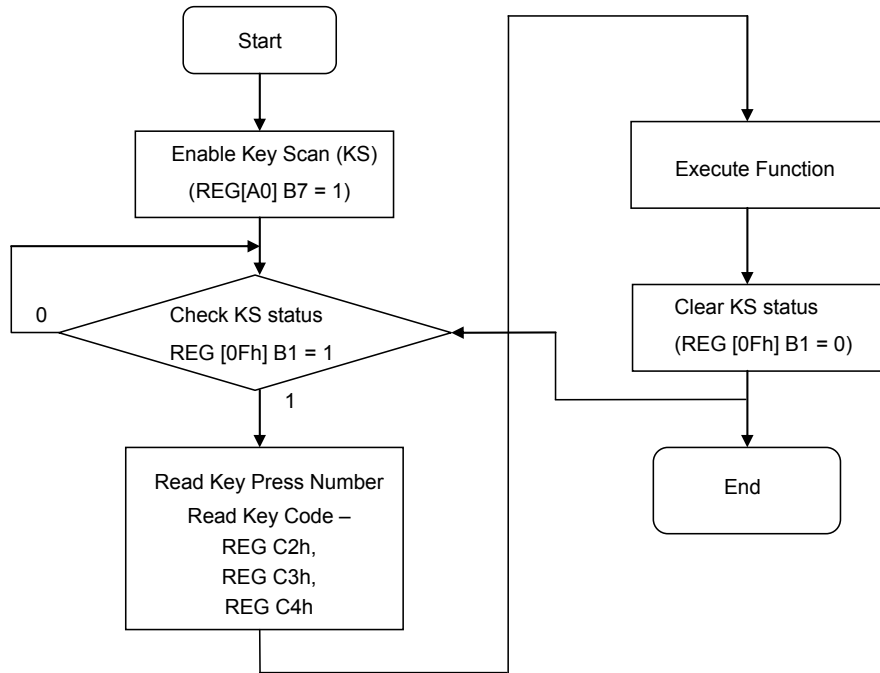 Start
Enable Key Scan (KS)
(REG[A0] B7 = 1)
0
Check KS status
REG [0Fh] B1 = 1
1
Read Key Press Number
Read Key Code –
REG C2h,
REG C3h,
REG C4h
Execute Function
Clear KS status
(REG [0Fh] B1 = 0)
End